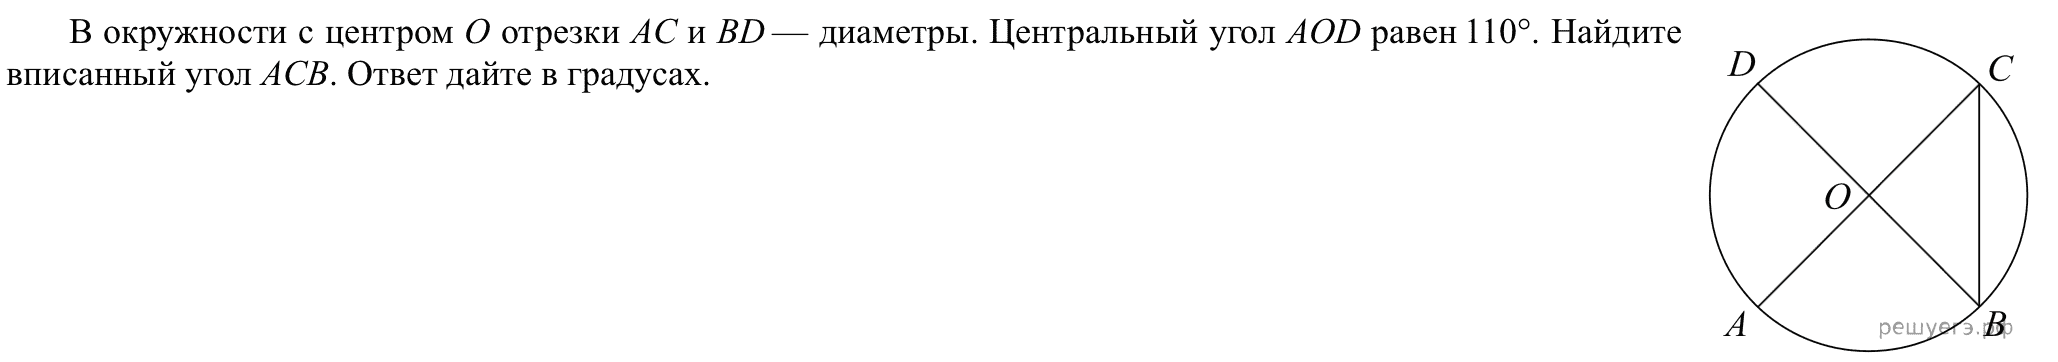 В окружности с центром O отрезки AC и BD — диаметры. Центральный угол AOD равен 110°. Найдите
вписанный угол ACB. Ответ дайте в градусах.
D
C
O
A
B
решуегэ.рф